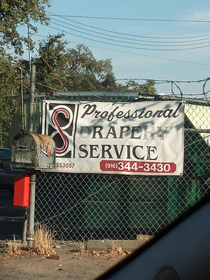 Professional
DRAPERY
SERVICE
(916) 344-3430